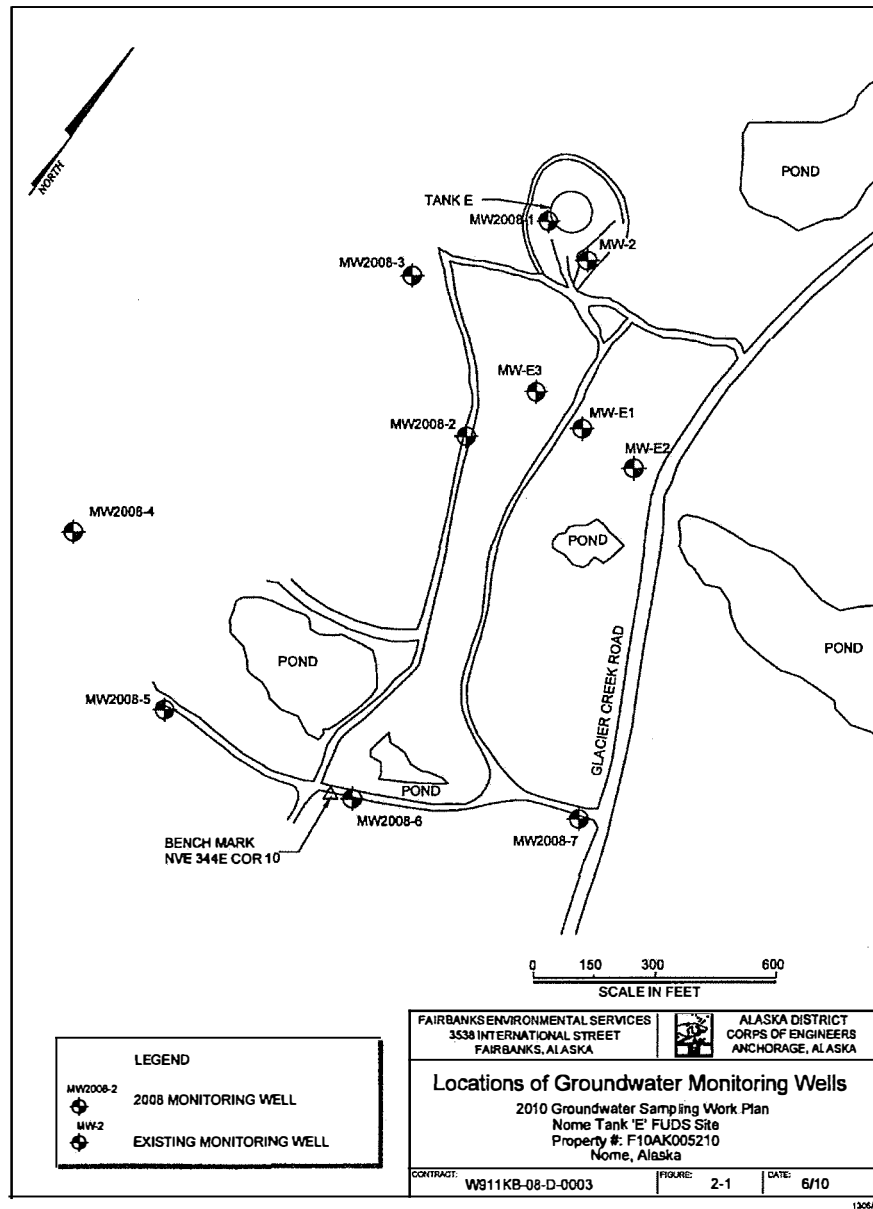 NORTH
POND
TANK E
MW2008-1
MW-2
MW2008-3
MW-E3
MW-E1
MW2008-2
MW-E2
MW2008-4
POND
POND
POND
GLACIER CREEK ROAD
MW2008-5
POND
MW2008-6
MW2008-7
BENCH MARK
NVE 344E COR 10
0 150 300 600
SCALE IN FEET
LEGEND
MW2008-2
2008 MONITORING WELL
MW-2
EXISTING MONITORING WELL
FAIRBANKS ENVIRONMENTAL SERVICES
3538 INTERNATIONAL STREET
FAIRBANKS, ALASKA
ALASKA DISTRICT
CORPS OF ENGINEERS
ANCHORAGE, ALASKA
Locations of Groundwater Monitoring Wells
2010 Groundwater Sampling Work Plan
Nome Tank 'E' FUDS Site
Property #: F10AK005210
Nome, Alaska
CONTRACT: W911KB-08-D-0003
FIGURE: 2-1
DATE: 6/10